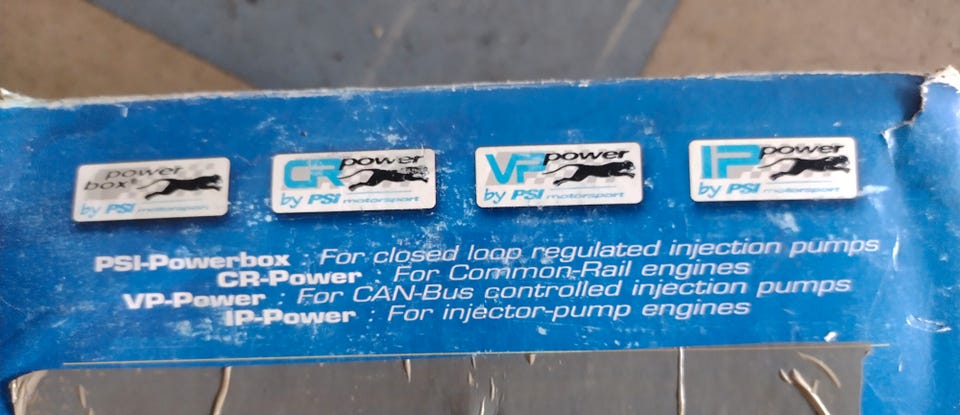 power
box®
by PSI motorsport
CR power
by PSI motorsport
VP power
by PSI motorsport
IP power
by PSI motorsport
PSI-Powerbox : For closed loop regulated injection pumps
CR-Power : For Common-Rail engines
VP-Power : For CAN-Bus controlled injection pumps
IP-Power : For injector-pump engines